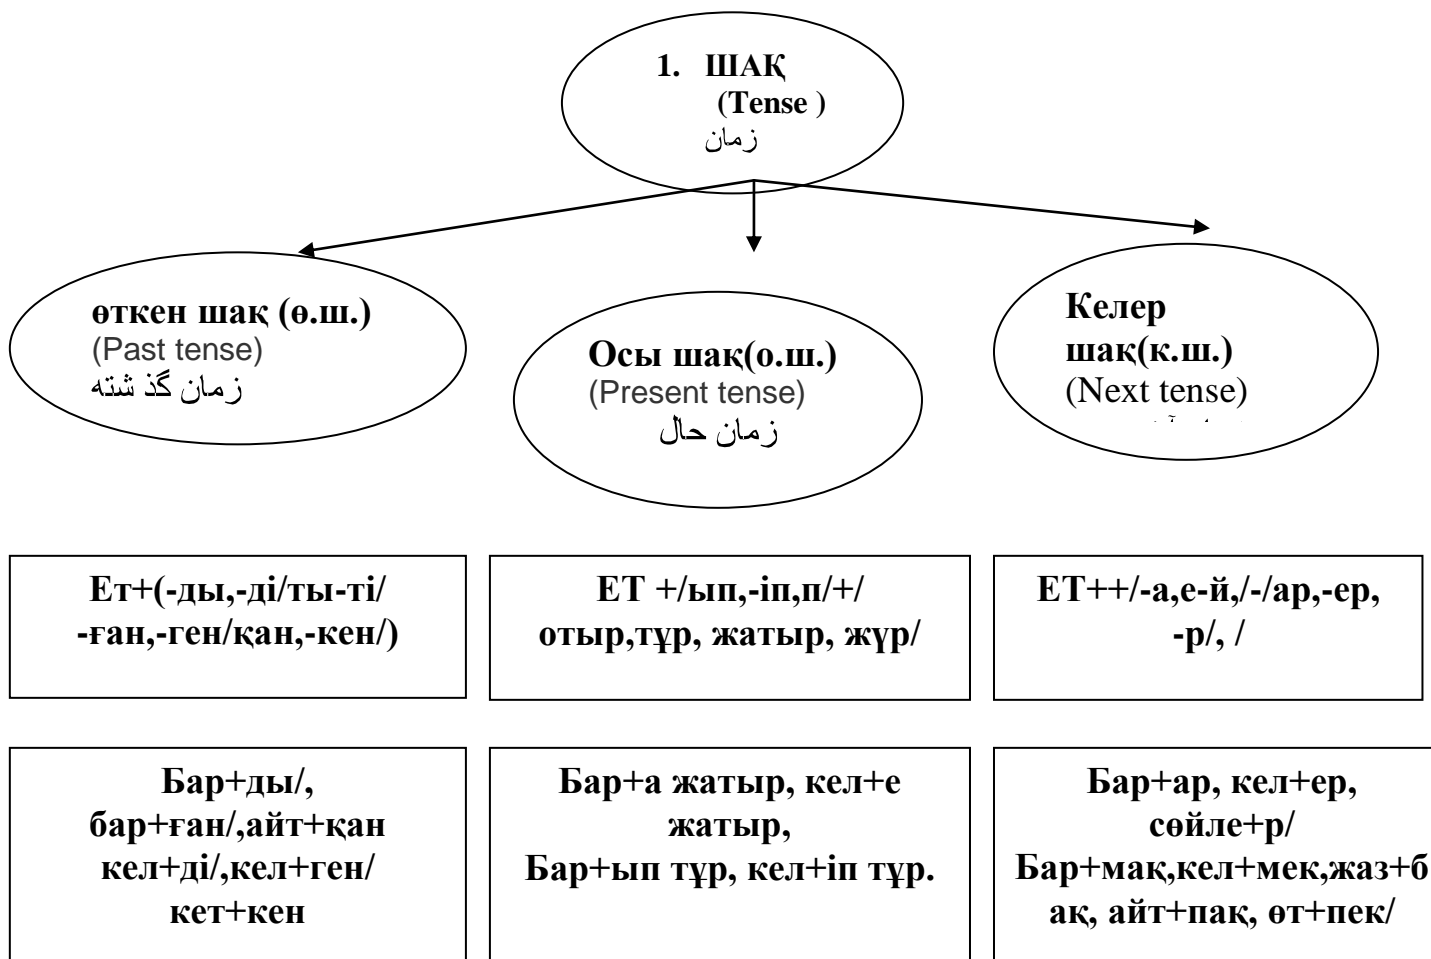 1. ШАҚ
(Tense )
زمان
өткен шақ (ө.ш.)
(Past tense)
زمان گذ شته
Осы шақ(о.ш.)
(Present tense)
زمان حال
Келер
шақ(к.ш.)
(Next tense)
Ет+(-ды,-ді/ты-ті/
-ған,-ген/қан,-кен/)
ЕТ +/ып,-іп,п/+/
отыр,тұр, жатыр, жүр/
ЕТ++/-а,е-й,/-/ар,-ер,
-р/, /
Бар+ды/,
бар+ған/,айт+қан
кел+ді/,кел+ген/
кет+кен
Бар+а жатыр, кел+е
жатыр,
Бар+ып тұр, кел+іп тұр.
Бар+ар, кел+ер,
сөйле+р/
Бар+мақ,кел+мек,жаз+б
ақ, айт+пақ, өт+пек/